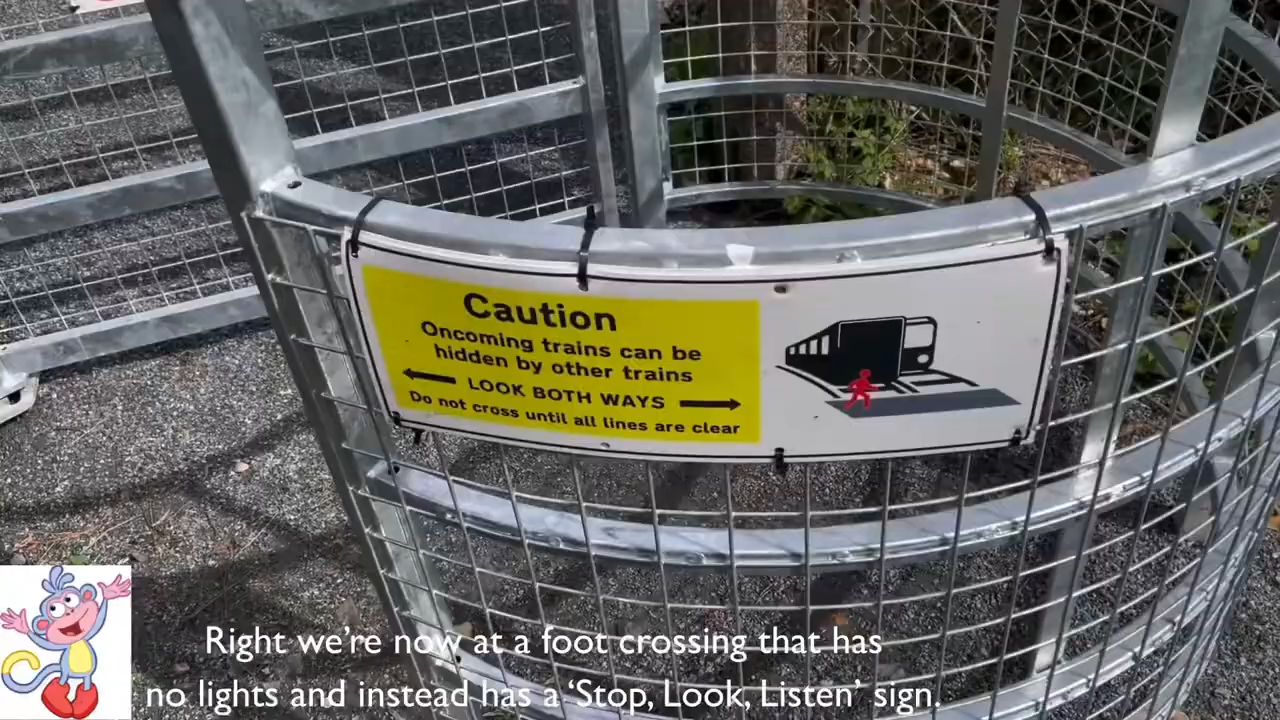 Caution
Oncoming trains can be
hidden by other trains
LOOK BOTH WAYS
Do not cross until all lines are clear
Right we’re now at a foot crossing that has
no lights and instead has a ‘Stop, Look, Listen’ sign.